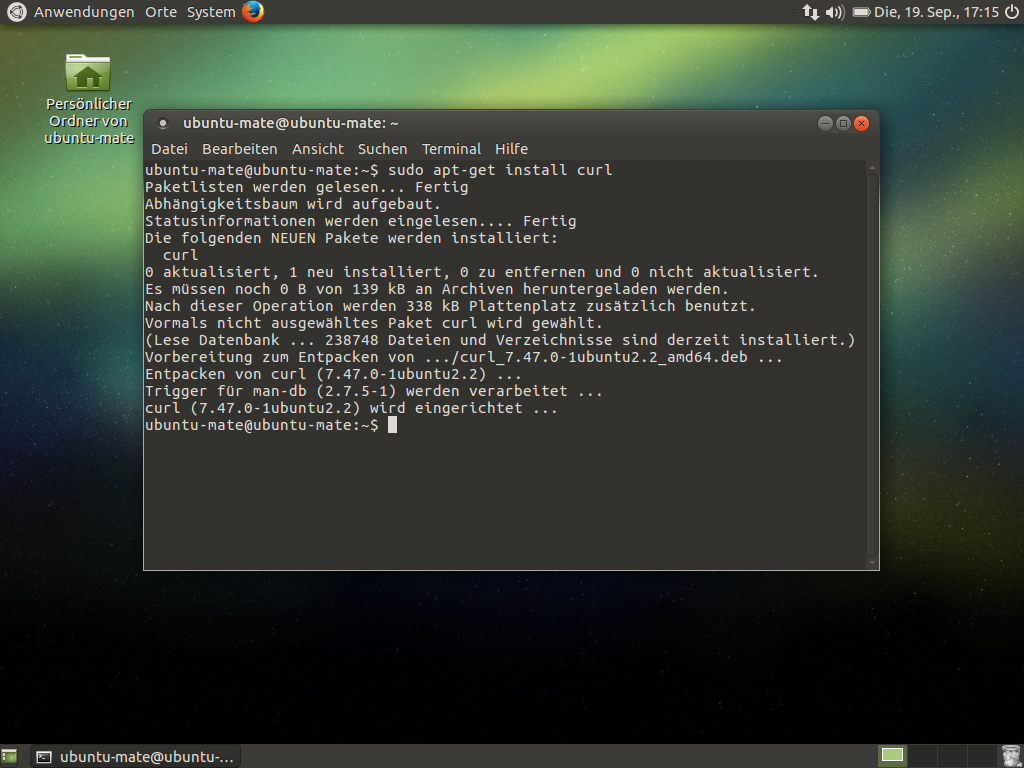 Anwendungen Orte System Die, 19. Sep., 17:15
Persönlicher
Ordner von
ubuntu-mate
ubuntu-mate@ubuntu-mate: ~
Datei Bearbeiten Ansicht Suchen Terminal Hilfe
ubuntu-mate@ubuntu-mate:~$ sudo apt-get install curl
Paketlisten werden gelesen... Fertig
Abhängigkeitsbaum wird aufgebaut.
Statusinformationen werden eingelesen.... Fertig
Die folgenden NEUEN Pakete werden installiert:
  curl
0 aktualisiert, 1 neu installiert, 0 zu entfernen und 0 nicht aktualisiert.
Es müssen noch 0 B von 139 kB an Archiven heruntergeladen werden.
Nach dieser Operation werden 338 kB Plattenplatz zusätzlich benutzt.
Vormals nicht ausgewähltes Paket curl wird gewählt.
(Lese Datenbank ... 238748 Dateien und Verzeichnisse sind derzeit installiert.)
Vorbereitung zum Entpacken von .../curl_7.47.0-1ubuntu2.2_amd64.deb ...
Entpacken von curl (7.47.0-1ubuntu2.2) ...
Trigger für man-db (2.7.5-1) werden verarbeitet ...
curl (7.47.0-1ubuntu2.2) wird eingerichtet ...
ubuntu-mate@ubuntu-mate:~$
ubuntu-mate@ubuntu-...